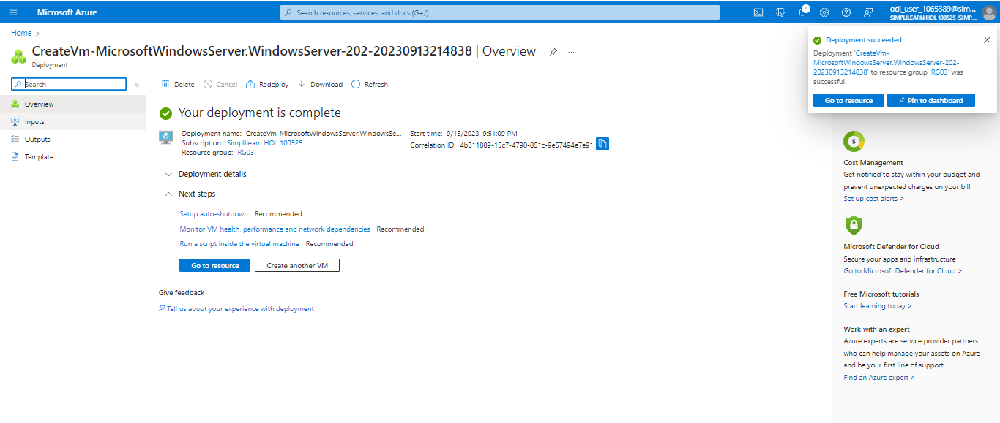 Microsoft Azure
Search resources, services, and docs (G+/)
4
odl_user_1065389@sim...
SIMPLILEARN HOL 100525 (SIMP...
Home >
CreateVm-MicrosoftWindowsServer.WindowsServer-202-20230913214838 | Overview
Deployment
Search
Overview
Inputs
Outputs
Template
Delete
Cancel
Redeploy
Download
Refresh
Your deployment is complete
Deployment name: CreateVm-MicrosoftWindowsServer.WindowsSe...
Subscription: Simplilearn HOL 100525
Resource group: RG03
Start time: 9/13/2023, 9:51:09 PM
Correlation ID: 4b511889-15c7-4790-851c-9e57494e7e91
Deployment details
Next steps
Setup auto-shutdown Recommended
Monitor VM health, performance and network dependencies Recommended
Run a script inside the virtual machine Recommended
Go to resource
Create another VM
Give feedback
Tell us about your experience with deployment
Deployment succeeded
Deployment 'CreateVm-
MicrosoftWindowsServer.WindowsServer-202-
20230913214838' to resource group 'RG03' was
successful.
Go to resource
Pin to dashboard
$
Cost Management
Get notified to stay within your budget and
prevent unexpected charges on your bill.
Set up cost alerts >
Microsoft Defender for Cloud
Secure your apps and infrastructure
Go to Microsoft Defender for Cloud >
Free Microsoft tutorials
Start learning today >
Work with an expert
Azure experts are service provider partners
who can help manage your assets on Azure
and be your first line of support.
Find an Azure expert >